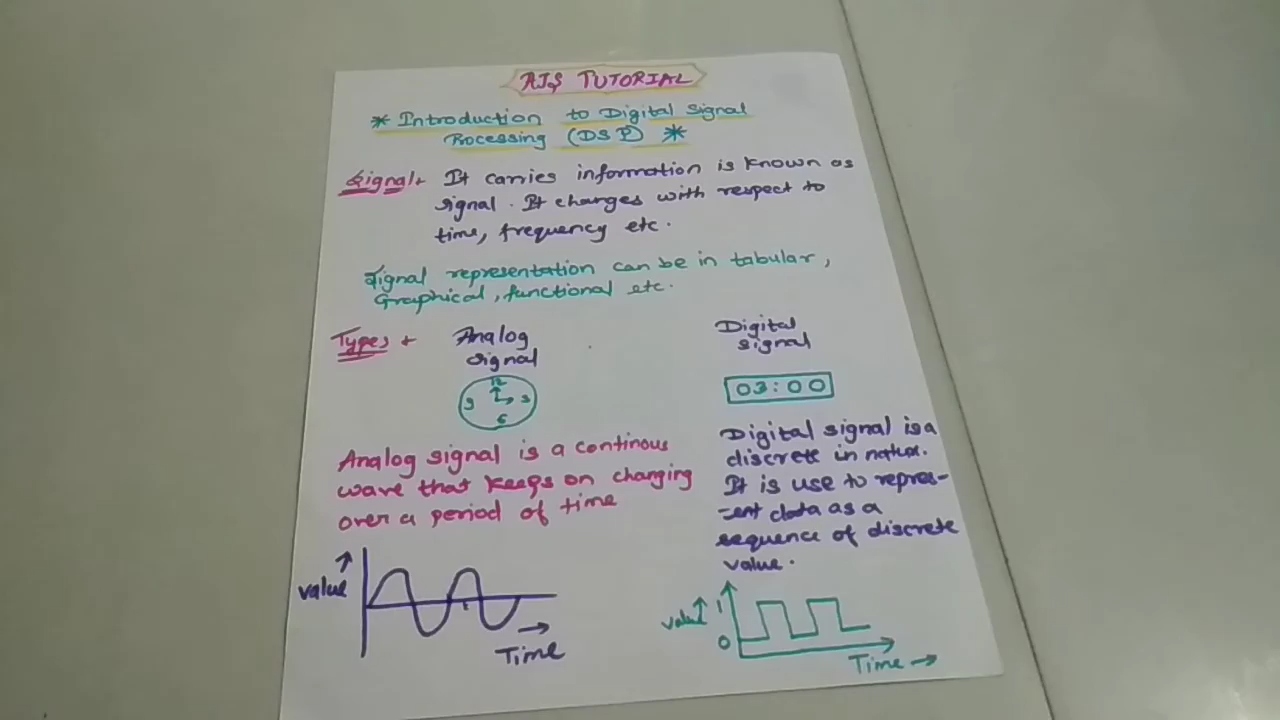 AJS TUTORIAL
* Introduction to Digital Signal
Processing (DSP) *
Signal → It carries information is known as
signal. It changes with respect to
time, frequency etc.
Signal representation can be in tabular,
Graphical, functional etc.
Types → Analog
signal
Digital
signal
12
9 3
6
03:00
Analog signal is a continous
wave that keeps on changing
over a period of time
Digital signal is a
discrete in nature.
It is use to repres-
-ent data as a
sequence of discrete
value.
value ↑
Time →
value ↑ 1
0
Time →